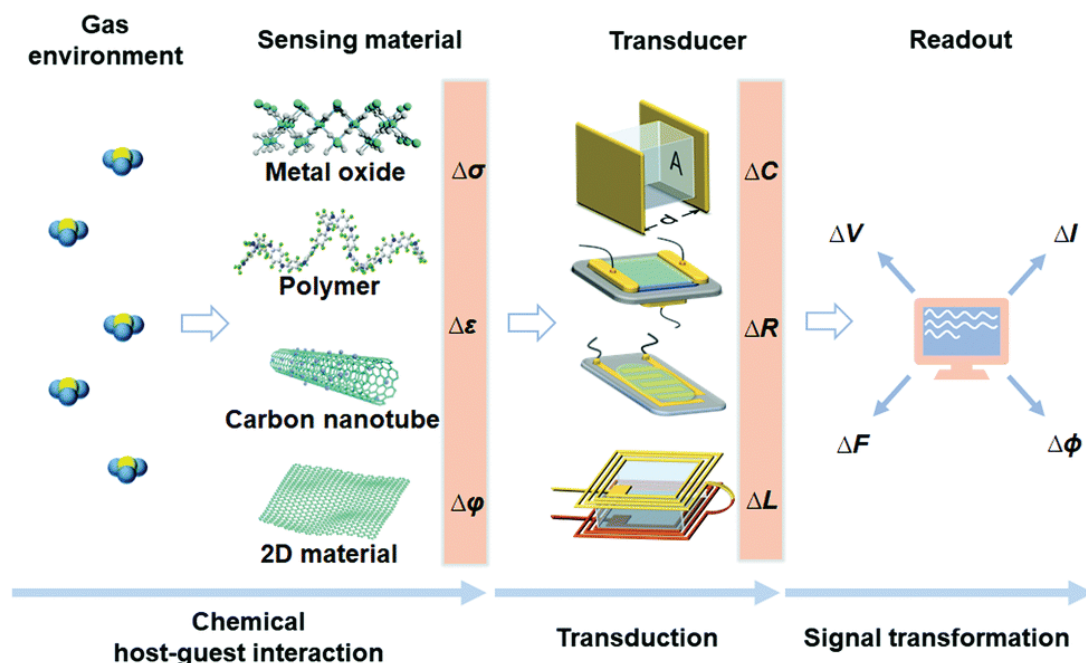 Gas
environment
Sensing material
Transducer
Readout
Metal oxide
Polymer
Carbon nanotube
2D material
Δσ
Δε
Δφ
A
d
ΔC
ΔR
ΔL
ΔV
ΔI
ΔF
Δϕ
Chemical
host-guest interaction
Transduction
Signal transformation